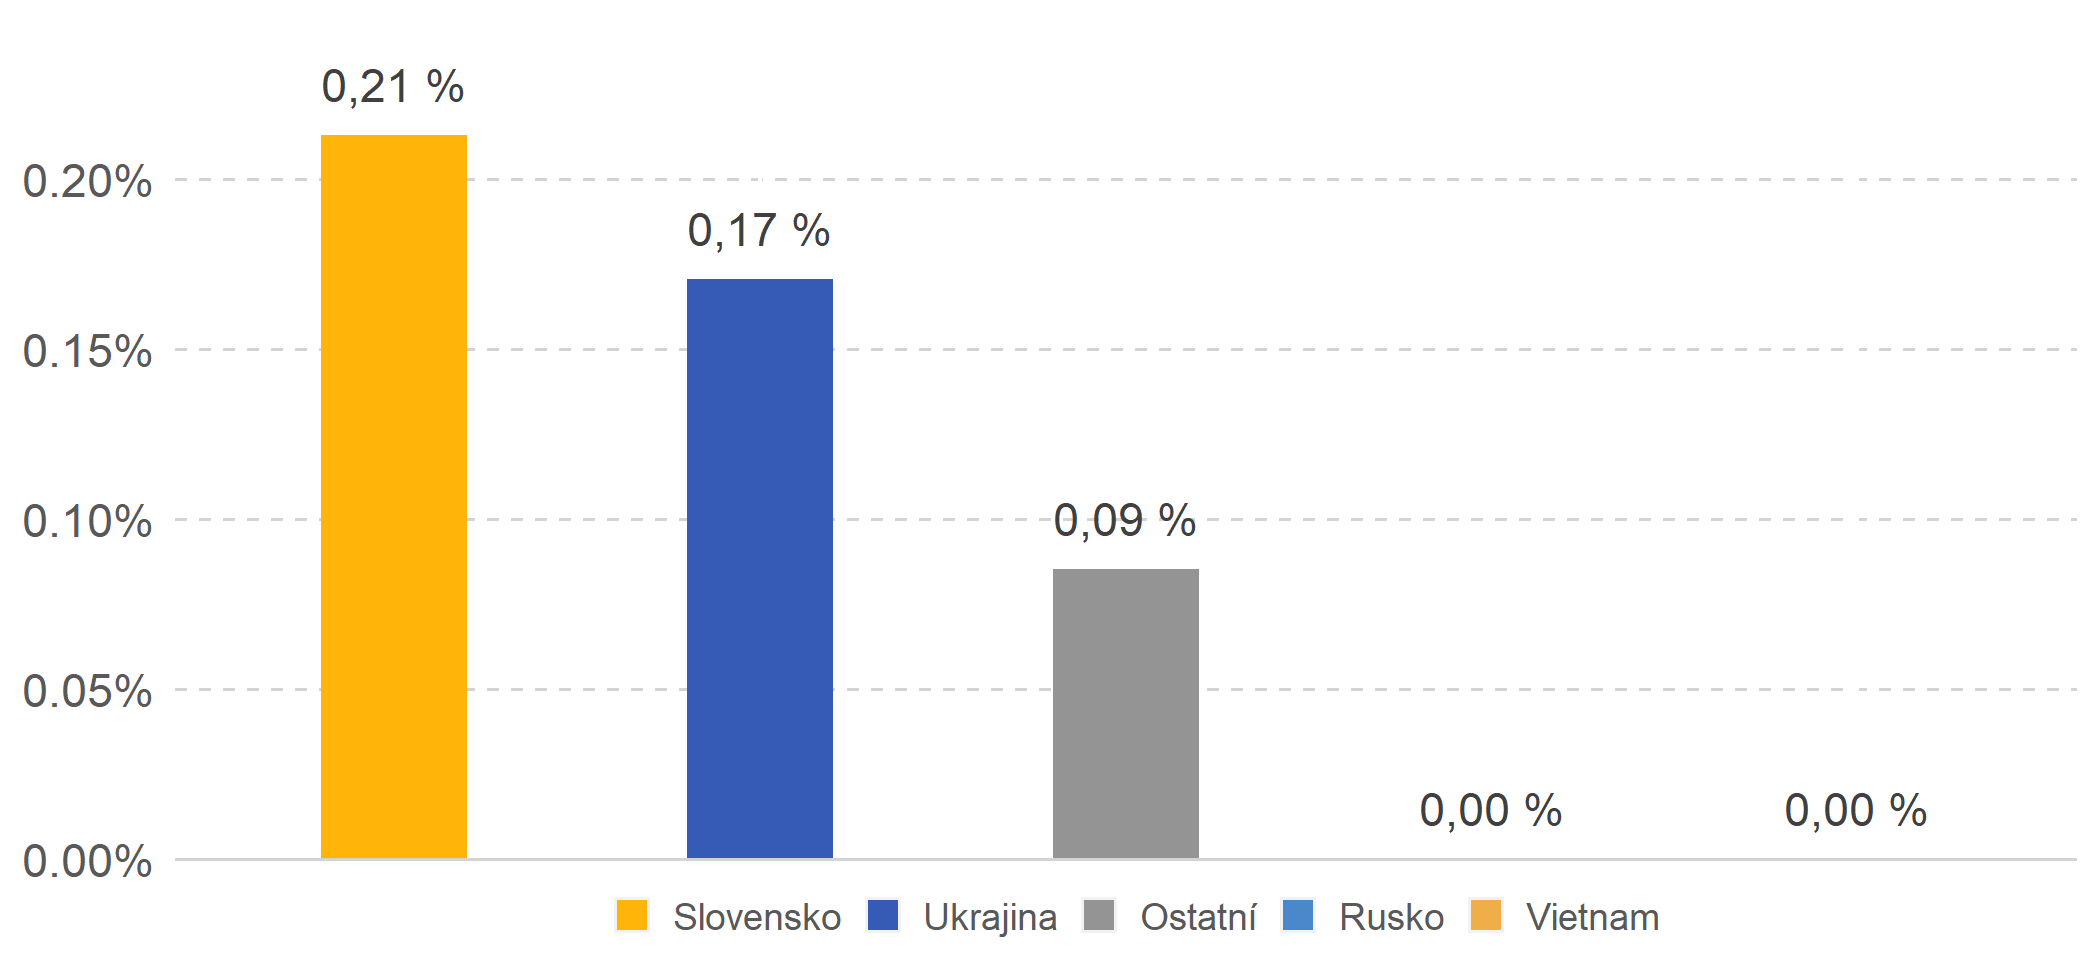 0,21 %
0.20%
0,17 %
0.15%
0.10%
0,09 %
0.05%
0,00 %
0,00 %
0.00%
Slovensko
Ukrajina
Ostatní
Rusko
Vietnam